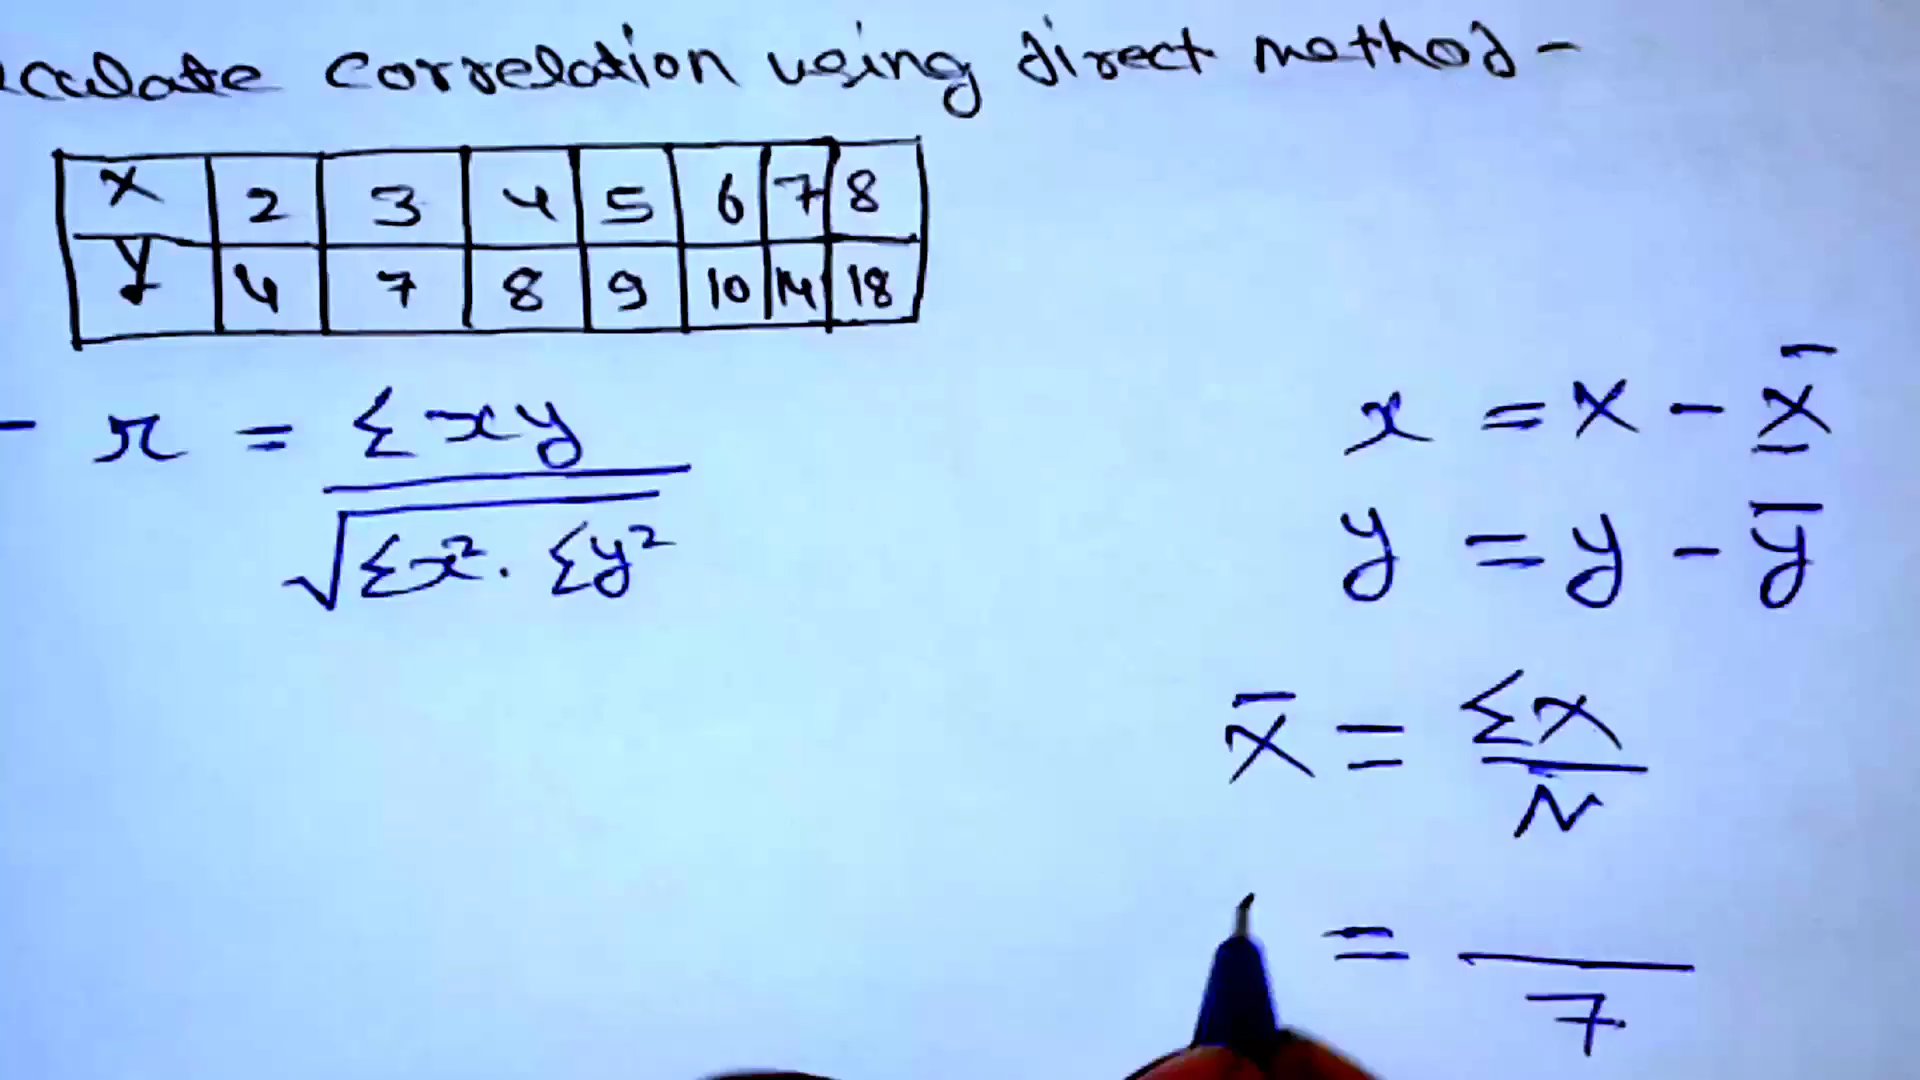 culate correlation using direct method -
X 2 3 4 5 6 7 8
Y 4 7 8 9 10 14 18
- r = Σxy
√Σx². Σy²
x = X - X̄
y = y - ȳ
X̄ = ΣX
N
=
7